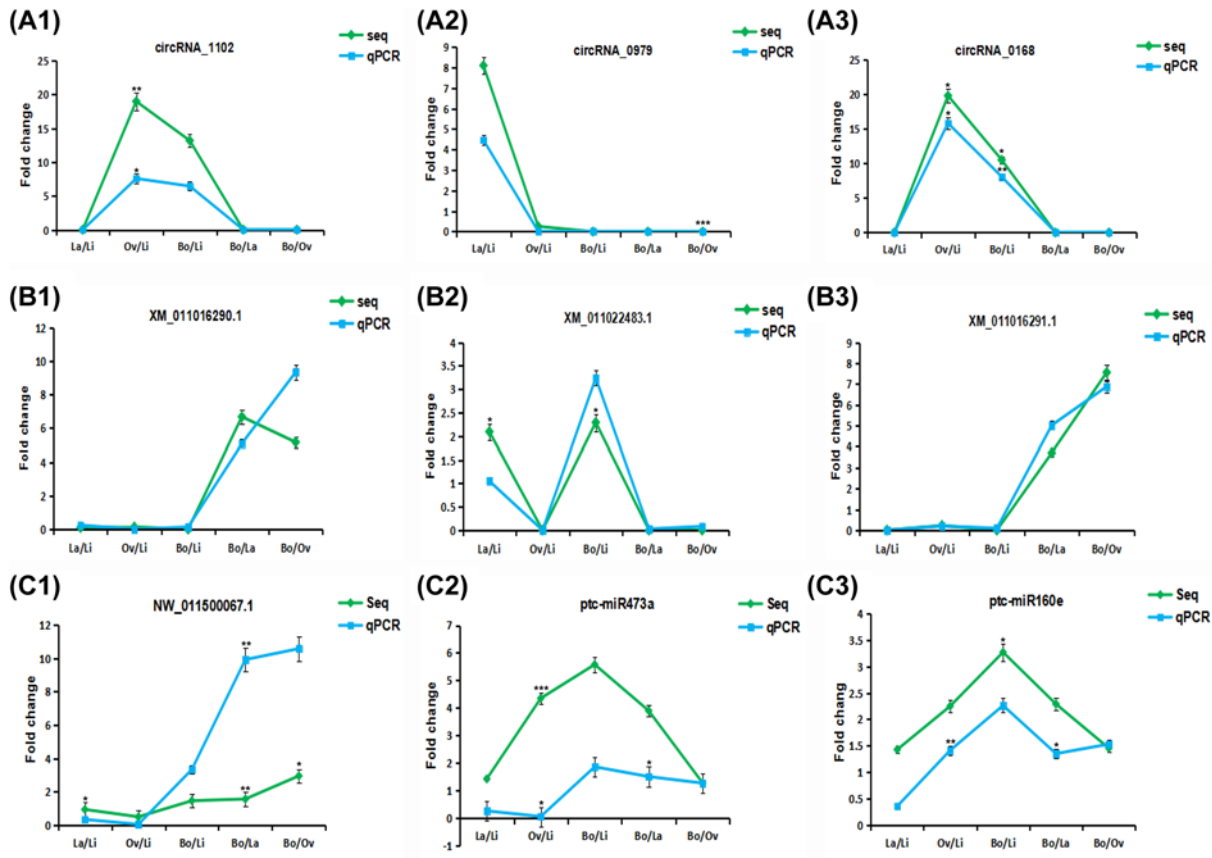 (A1)
circRNA_1102
seq
qPCR
Fold change
25
20
15
10
5
0
**
*
La/Li Ov/Li Bo/Li Bo/La Bo/Ov
(A2)
circRNA_0979
seq
qPCR
Fold change
9
8
7
6
5
4
3
2
1
0
***
La/Li Ov/Li Bo/Li Bo/La Bo/Ov
(A3)
circRNA_0168
seq
qPCR
Fold change
25
20
15
10
5
0
*
*
*
**
La/Li Ov/Li Bo/Li Bo/La Bo/Ov
(B1)
XM_011016290.1
seq
qPCR
Fold change
12
10
8
6
4
2
0
La/Li Ov/Li Bo/Li Bo/La Bo/Ov
(B2)
XM_011022483.1
seq
qPCR
Fold change
4
3.5
3
2.5
2
1.5
1
0.5
0
*
*
La/Li Ov/Li Bo/Li Bo/La Bo/Ov
(B3)
XM_011016291.1
seq
qPCR
Fold change
9
8
7
6
5
4
3
2
1
0
*
La/Li Ov/Li Bo/Li Bo/La Bo/Ov
(C1)
NW_011500067.1
Seq
qPCR
Fold change
12
10
8
6
4
2
0
*
**
**
*
La/Li Ov/Li Bo/Li Bo/La Bo/Ov
(C2)
ptc-miR473a
Seq
qPCR
Fold change
7
6
5
4
3
2
1
0
-1
***
*
*
La/Li Ov/Li Bo/Li Bo/La Bo/Ov
(C3)
ptc-miR160e
Seq
qPCR
Fold chang
4
3.5
3
2.5
2
1.5
1
0.5
0
*
**
*
La/Li Ov/Li Bo/Li Bo/La Bo/Ov